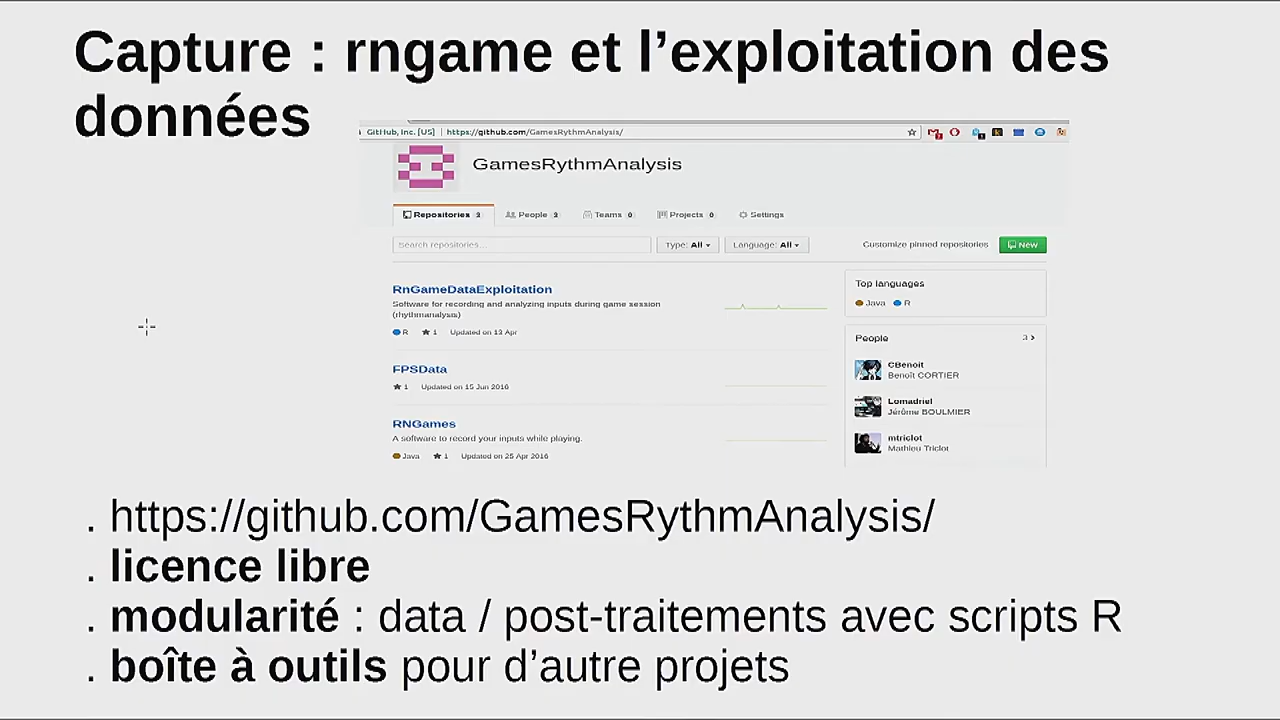 Capture : rngame et l’exploitation des
données
GitHub, Inc. [US] | https://github.com/GamesRythmAnalysis/
GamesRythmAnalysis
Repositories 3 People 3 Teams 0 Projects 0 Settings
Search repositories... Type: All Language: All Customize pinned repositories New
RnGameDataExploitation
Software for recording and analyzing inputs during game session
(rhythmanalysis)
R 1 Updated on 13 Apr
FPSData
1 Updated on 15 Jun 2016
RNGames
A software to record your inputs while playing.
Java 1 Updated on 25 Apr 2016
Top languages
Java R
People 3 >
CBenoit
Benoît CORTIER
Lomadriel
Jérôme BOULMIER
mtriclot
Mathieu Triclot
. https://github.com/GamesRythmAnalysis/
. licence libre
. modularité : data / post-traitements avec scripts R
. boîte à outils pour d’autre projets